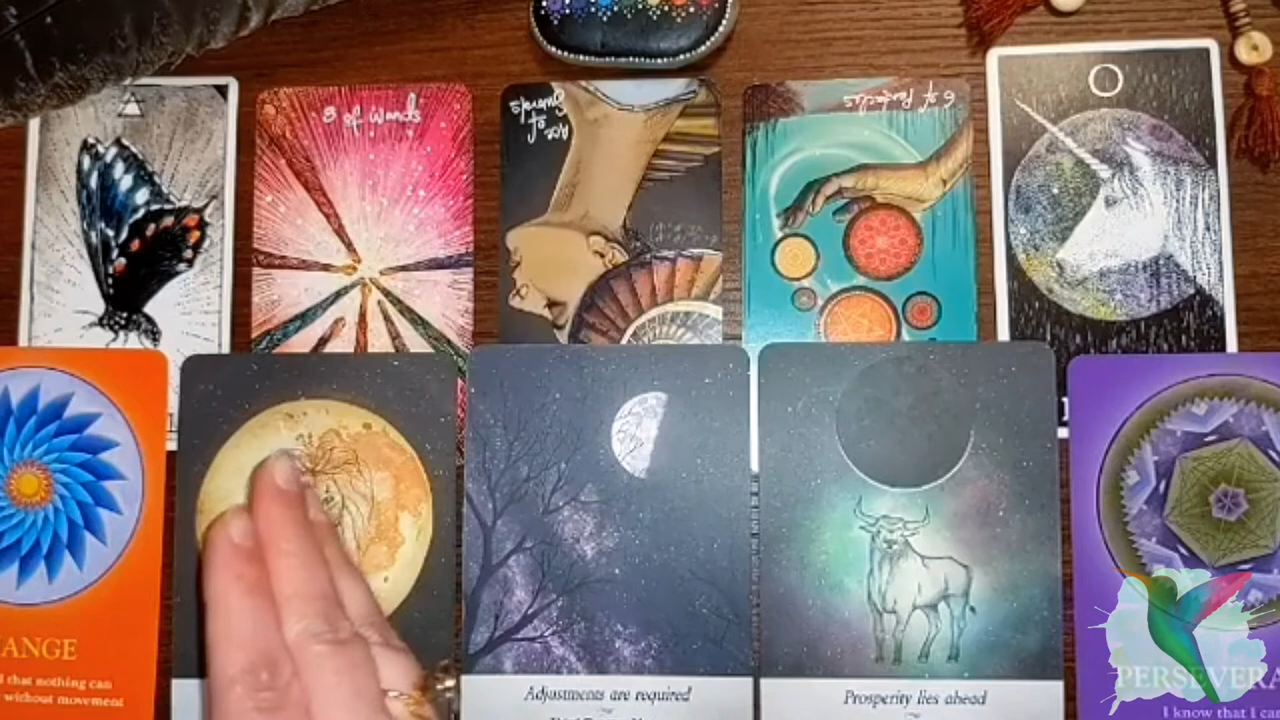 8 of Wands
Ace
of
Swords
6 of Pentacles
ANGE
d that nothing can
without movement
Adjustments are required
Prosperity lies ahead
PERSEVERA
I know that I can